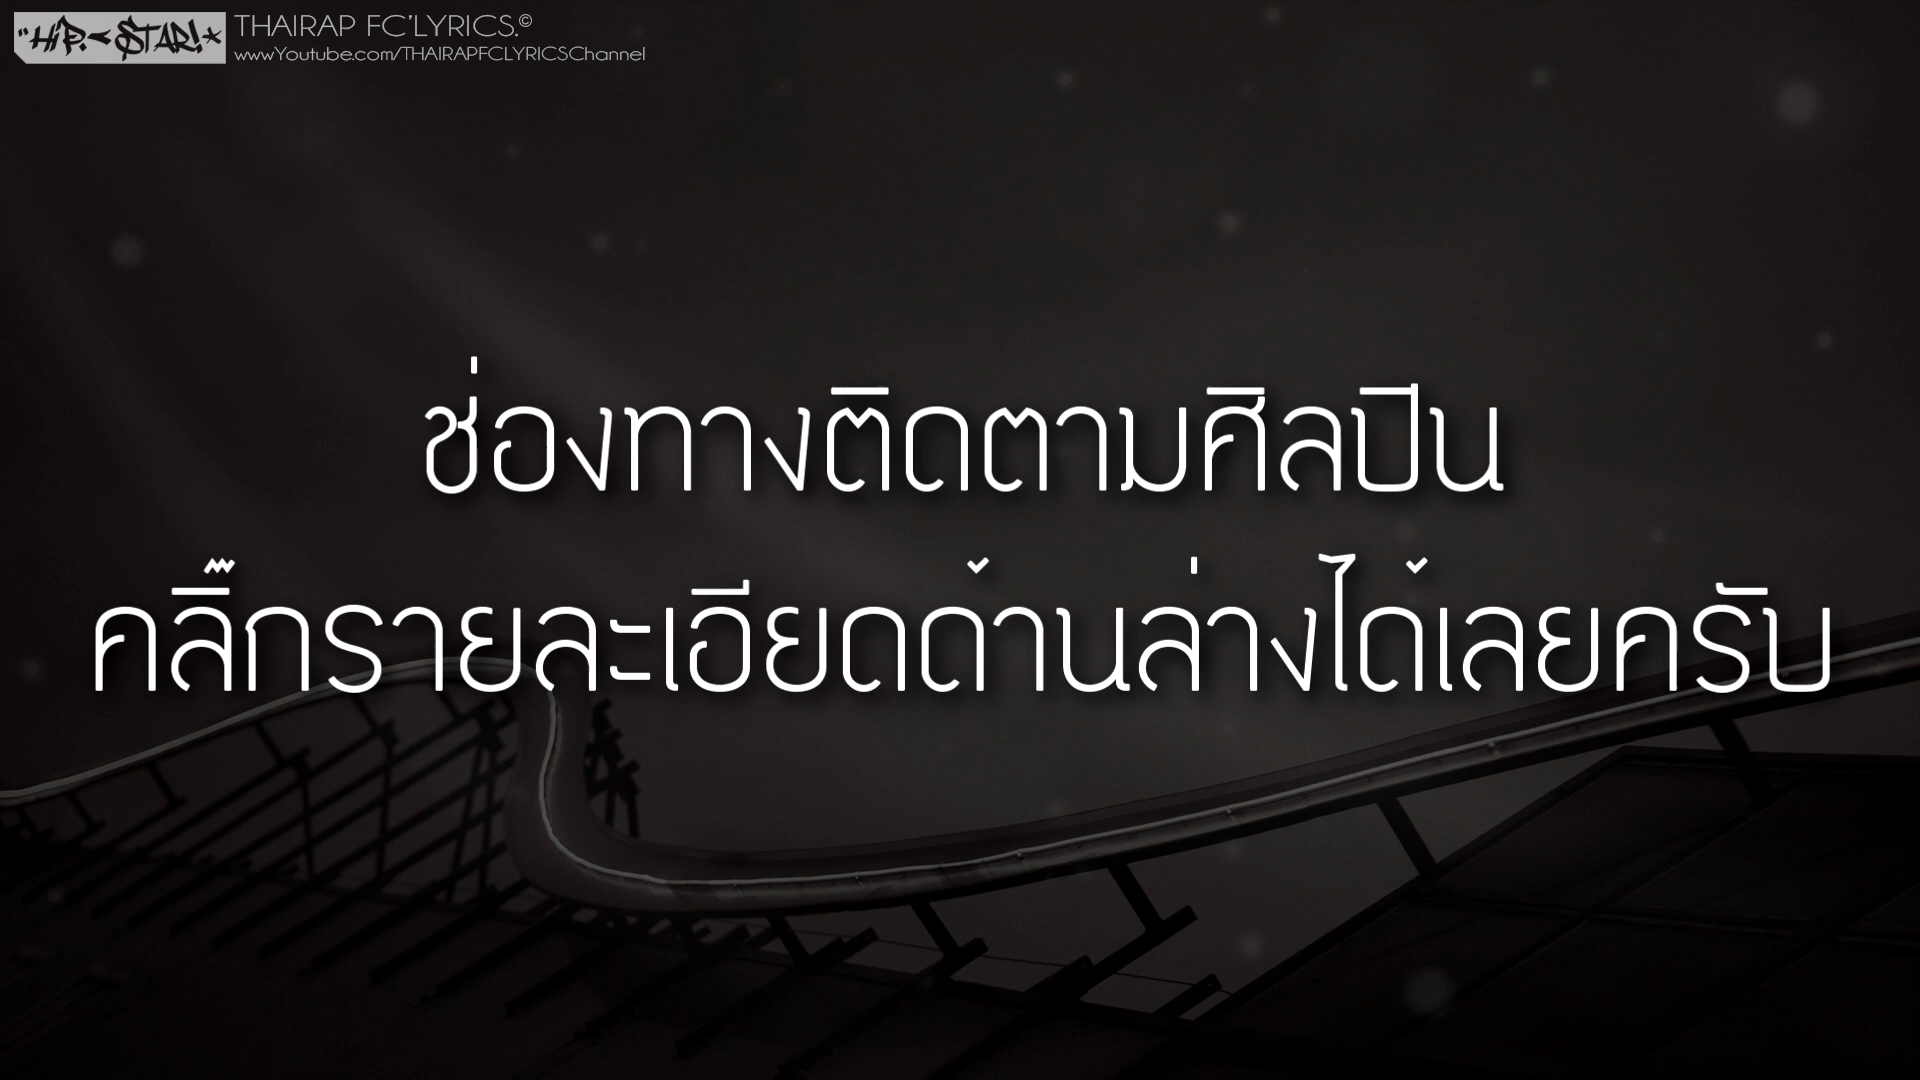 "HIP-STAR!*
THAIRAP FC'LYRICS.©
www.Youtube.com/THAIRAPFCLYRICSChannel
ช่องทางติดตามศิลปิน
คลิ๊กรายละเอียดด้านล่างได้เลยครับ